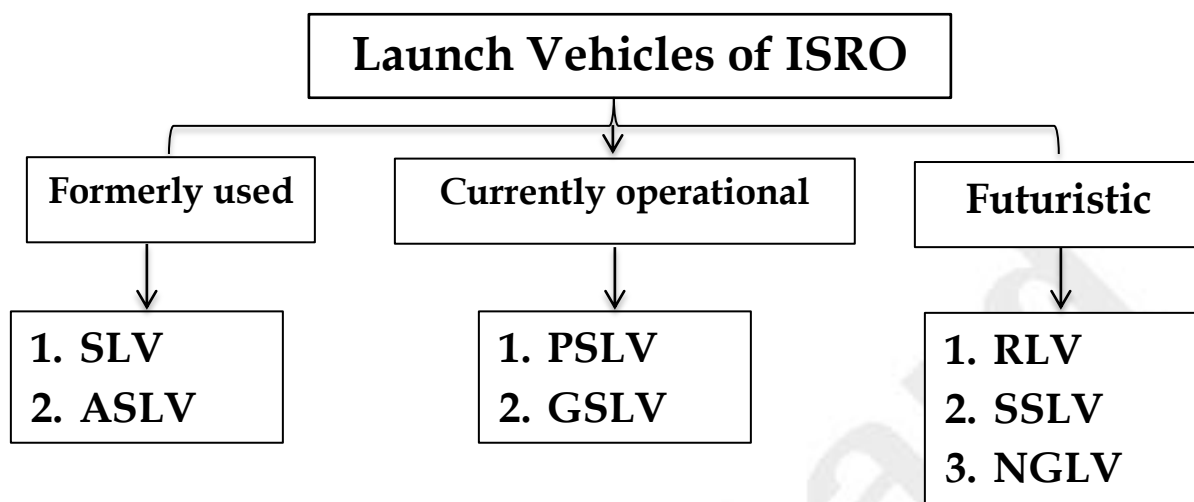 Launch Vehicles of ISRO
Formerly used
Currently operational
Futuristic
1. SLV
2. ASLV
1. PSLV
2. GSLV
1. RLV
2. SSLV
3. NGLV